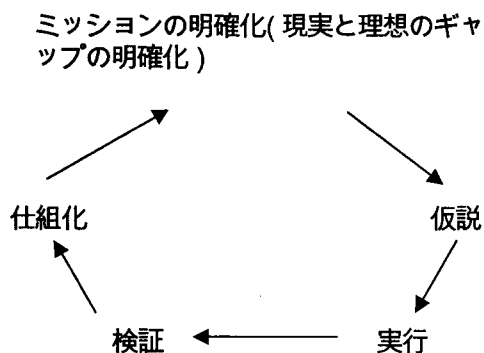 ミッションの明確化(現実と理想のギャ
ップの明確化)
仮説
実行
検証
仕組化